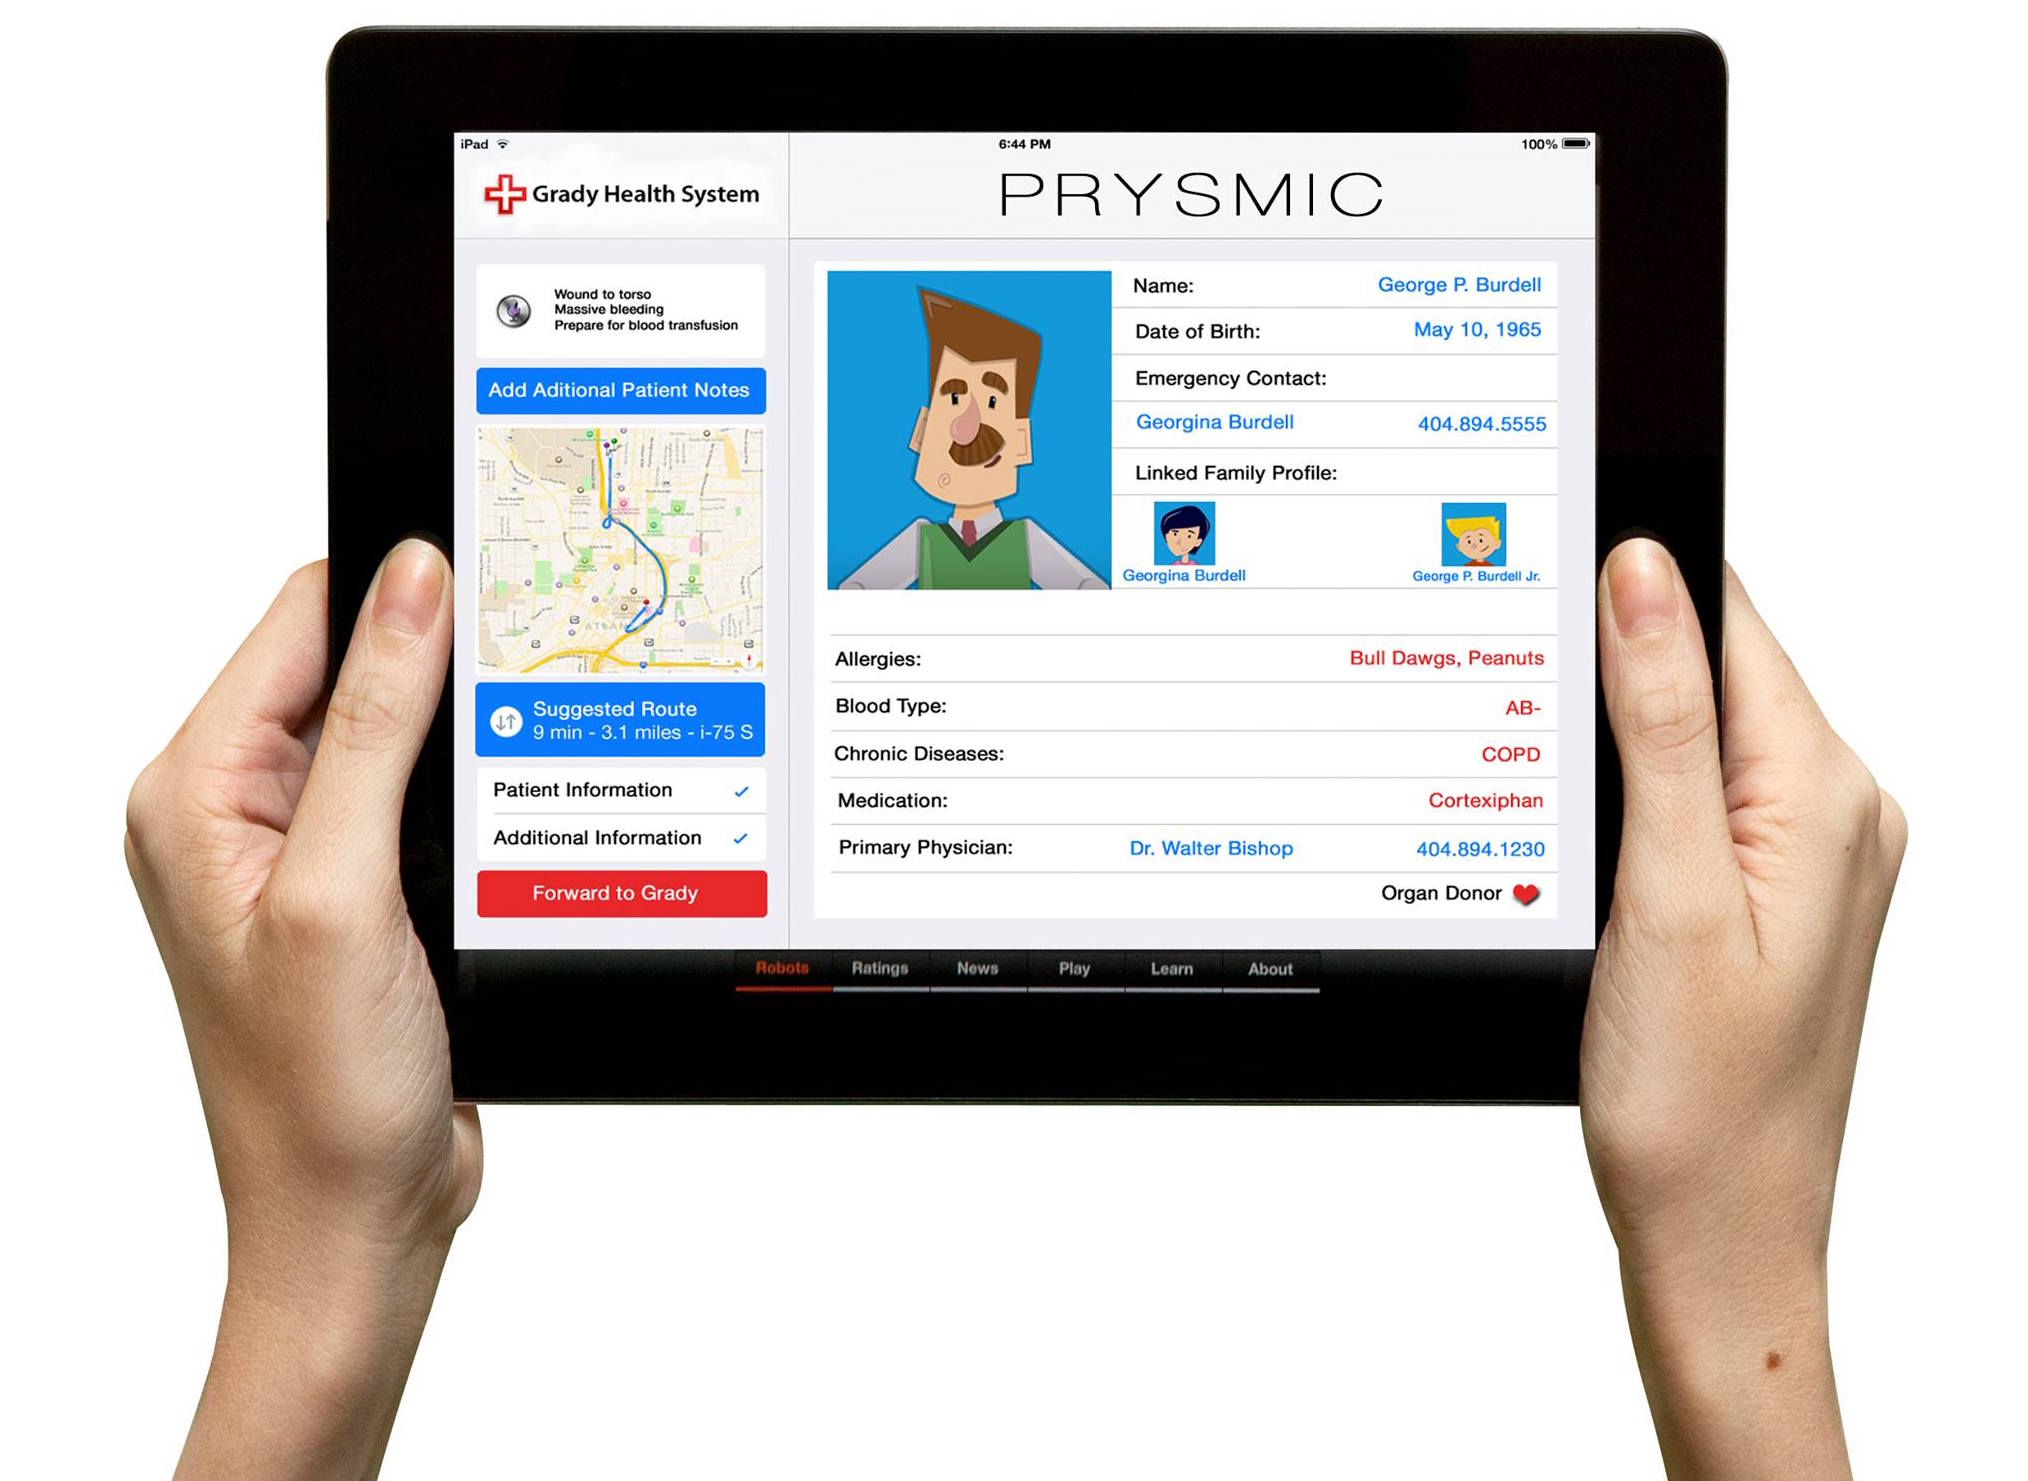 iPad
6:44 PM
100%
Grady Health System
PRYSMIC
Wound to torso
Massive bleeding
Prepare for blood transfusion
Add Aditional Patient Notes
Suggested Route
9 min - 3.1 miles - i-75 S
Patient Information
Additional Information
Forward to Grady
Name: George P. Burdell
Date of Birth: May 10, 1965
Emergency Contact:
Georgina Burdell 404.894.5555
Linked Family Profile:
Georgina Burdell George P. Burdell Jr.
Allergies: Bull Dawgs, Peanuts
Blood Type: AB-
Chronic Diseases: COPD
Medication: Cortexiphan
Primary Physician: Dr. Walter Bishop 404.894.1230
Organ Donor
Robots Ratings News Play Learn About